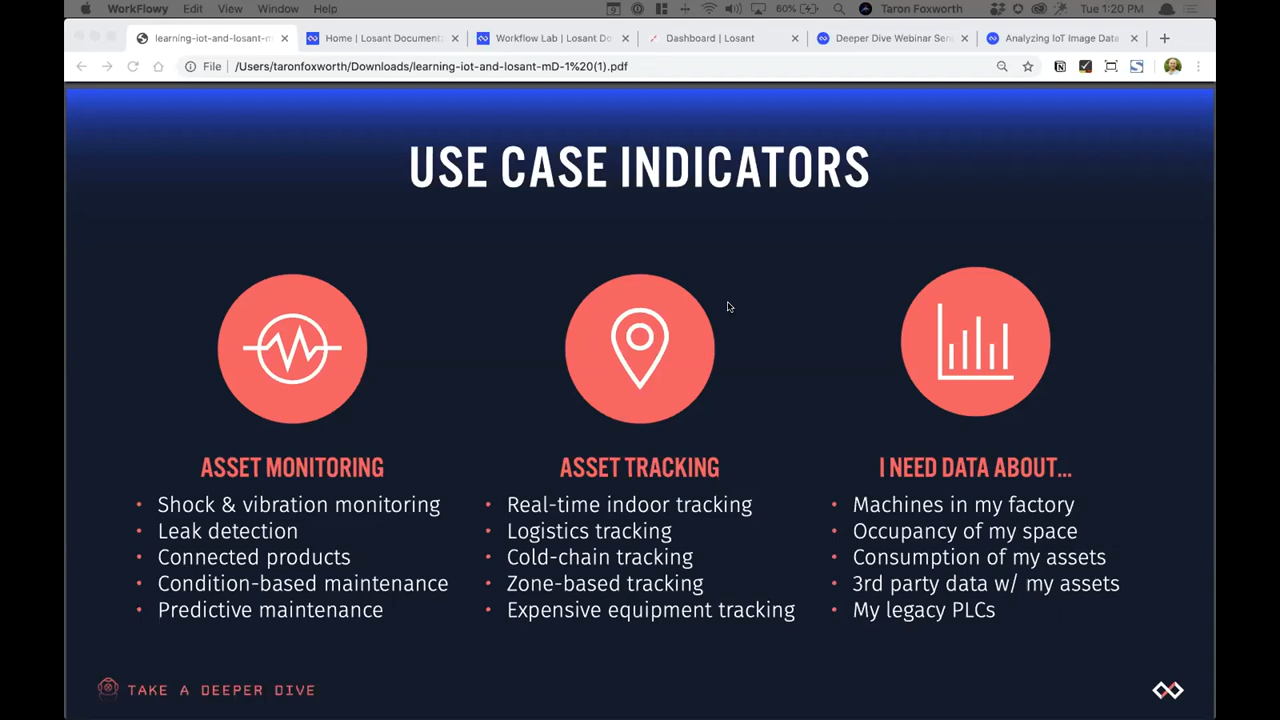 WorkFlowy Edit View Window Help 9 60% Taron Foxworth Tue 1:20 PM
learning-iot-and-losant-m Home | Losant Document Workflow Lab | Losant Do Dashboard | Losant Deeper Dive Webinar Seri Analyzing IoT Image Data
File /Users/taronfoxworth/Downloads/learning-iot-and-losant-mD-1%20(1).pdf
USE CASE INDICATORS
ASSET MONITORING
• Shock & vibration monitoring
• Leak detection
• Connected products
• Condition-based maintenance
• Predictive maintenance
ASSET TRACKING
• Real-time indoor tracking
• Logistics tracking
• Cold-chain tracking
• Zone-based tracking
• Expensive equipment tracking
I NEED DATA ABOUT...
• Machines in my factory
• Occupancy of my space
• Consumption of my assets
• 3rd party data w/ my assets
• My legacy PLCs
TAKE A DEEPER DIVE